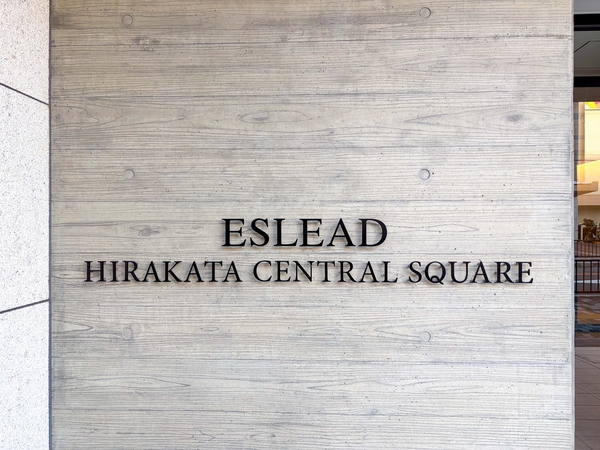 ESLEAD
HIRAKATA CENTRAL SQUARE